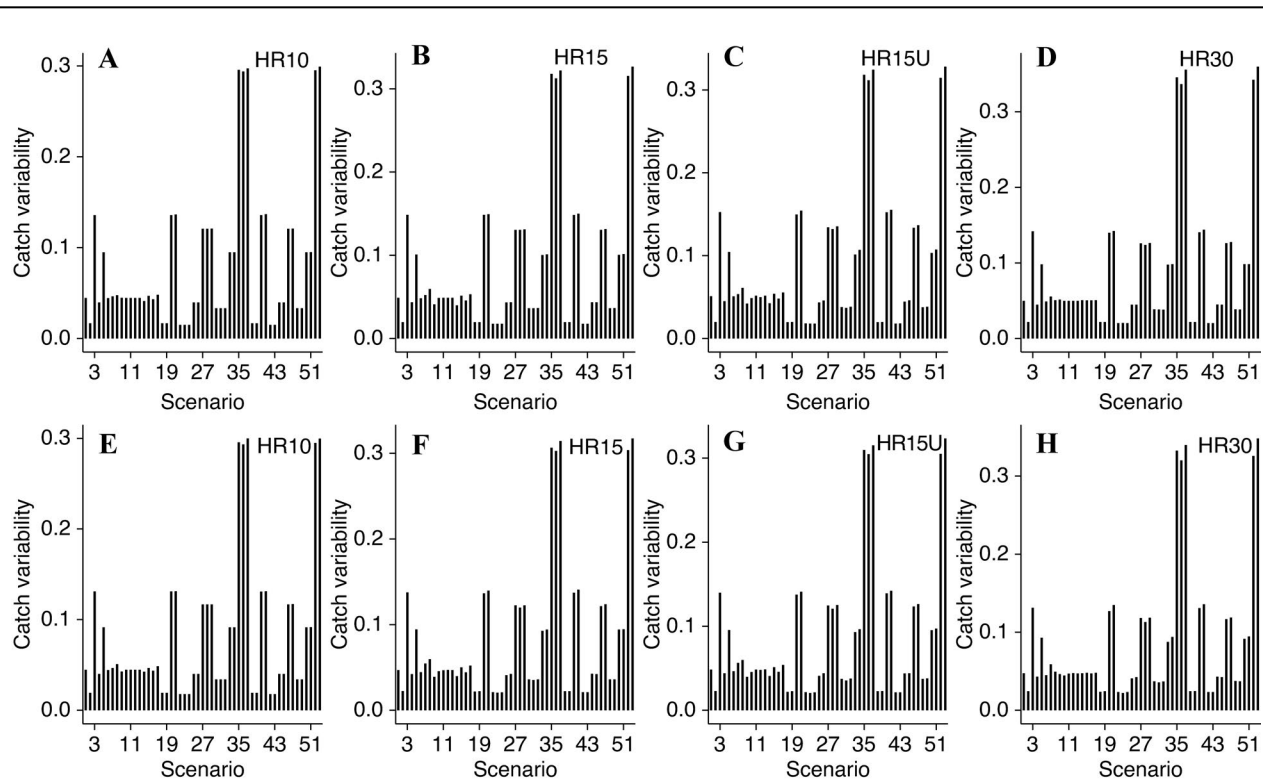 A
HR10
Catch variability
0.3
0.2
0.1
0.0
3 11 19 27 35 43 51
Scenario
B
HR15
Catch variability
0.3
0.2
0.1
0.0
3 11 19 27 35 43 51
Scenario
C
HR15U
Catch variability
0.3
0.2
0.1
0.0
3 11 19 27 35 43 51
Scenario
D
HR30
Catch variability
0.3
0.2
0.1
0.0
3 11 19 27 35 43 51
Scenario
E
HR10
Catch variability
0.3
0.2
0.1
0.0
3 11 19 27 35 43 51
Scenario
F
HR15
Catch variability
0.3
0.2
0.1
0.0
3 11 19 27 35 43 51
Scenario
G
HR15U
Catch variability
0.3
0.2
0.1
0.0
3 11 19 27 35 43 51
Scenario
H
HR30
Catch variability
0.3
0.2
0.1
0.0
3 11 19 27 35 43 51
Scenario